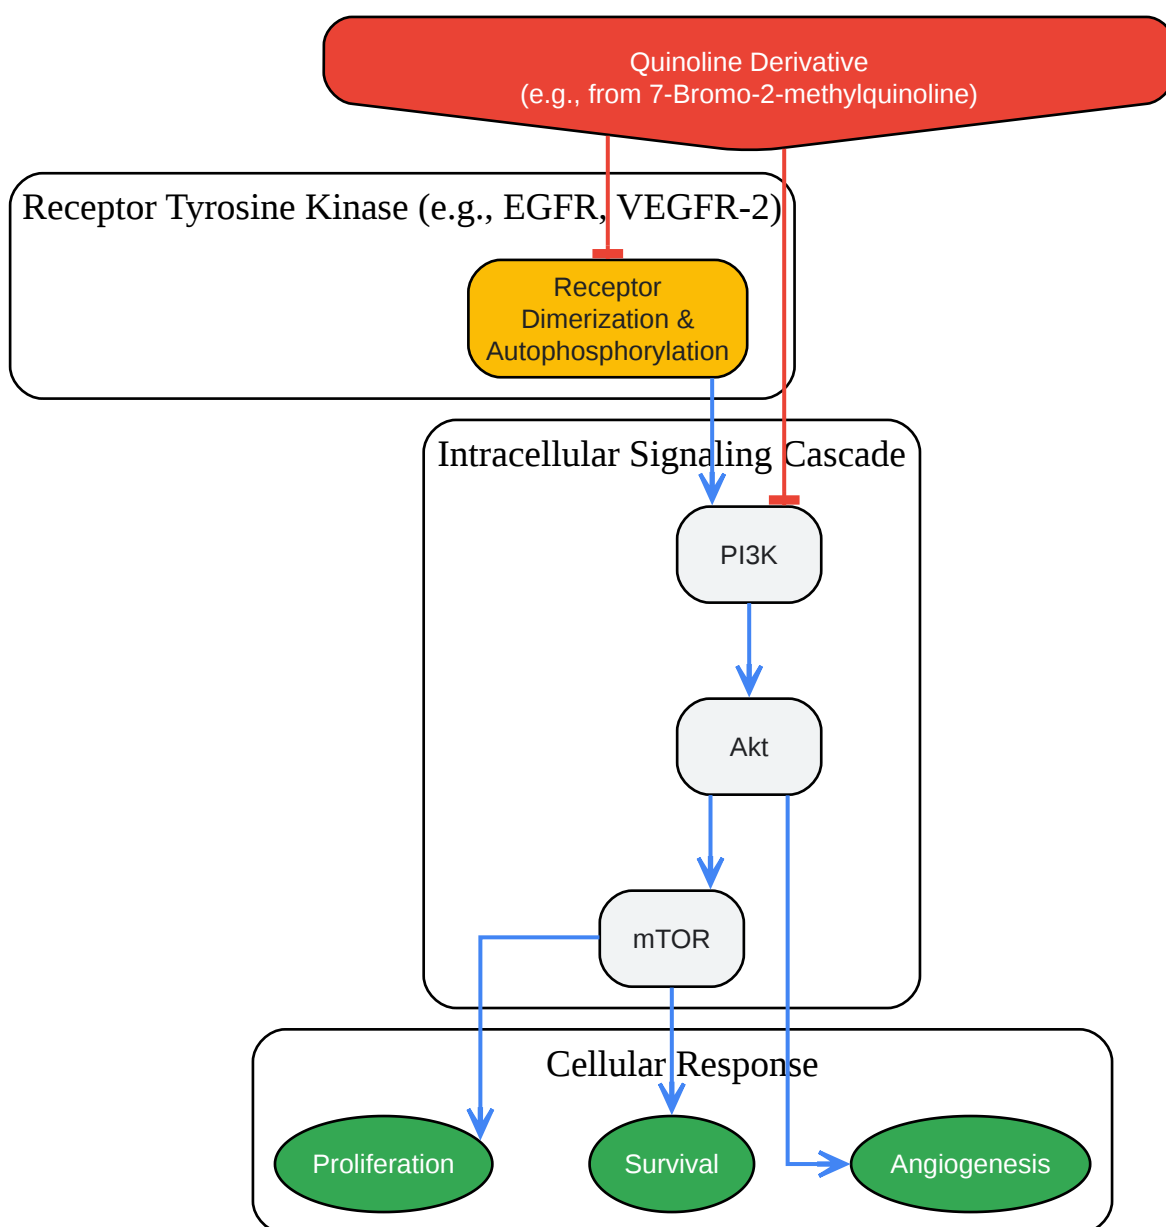 Quinoline Derivative
(e.g., from 7-Bromo-2-methylquinoline)
Receptor Tyrosine Kinase (e.g., EGFR, VEGFR-2)
Receptor
Dimerization &
Autophosphorylation
Intracellular Signaling Cascade
PI3K
Akt
mTOR
Cellular Response
Proliferation
Survival
Angiogenesis